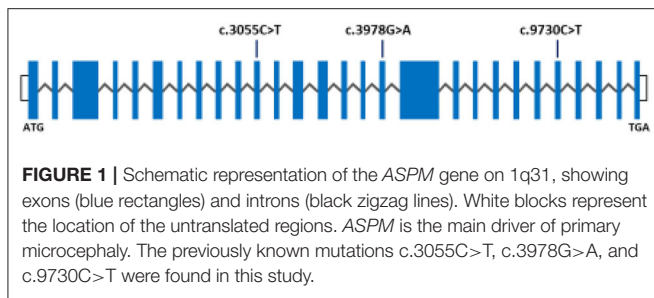 c.3055C>T c.3978G>A c.9730C>T
ATG TGA
FIGURE 1 | Schematic representation of the ASPM gene on 1q31, showing
exons (blue rectangles) and introns (black zigzag lines). White blocks represent
the location of the untranslated regions. ASPM is the main driver of primary
microcephaly. The previously known mutations c.3055C>T, c.3978G>A, and
c.9730C>T were found in this study.